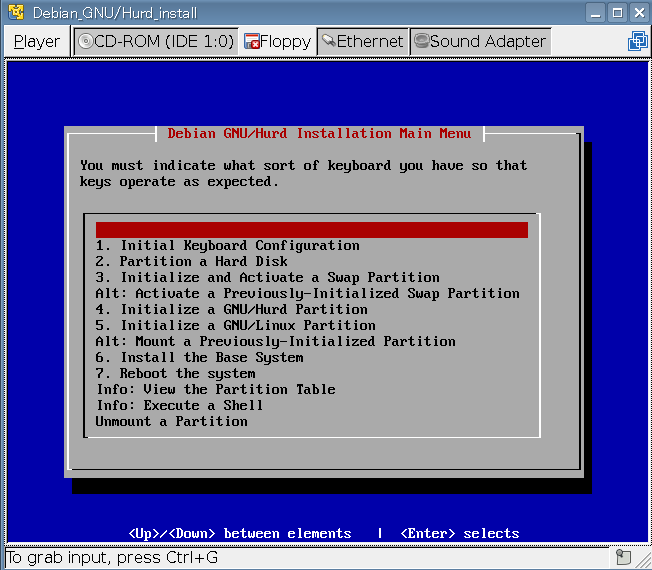 Debian_GNU/Hurd_install
Player CD-ROM (IDE 1:0) Floppy Ethernet Sound Adapter
Debian GNU/Hurd Installation Main Menu
You must indicate what sort of keyboard you have so that
keys operate as expected.
1. Initial Keyboard Configuration
2. Partition a Hard Disk
3. Initialize and Activate a Swap Partition
Alt: Activate a Previously-Initialized Swap Partition
4. Initialize a GNU/Hurd Partition
5. Initialize a GNU/Linux Partition
Alt: Mount a Previously-Initialized Partition
6. Install the Base System
7. Reboot the system
Info: View the Partition Table
Info: Execute a Shell
Unmount a Partition
<Up>/<Down> between elements | <Enter> selects
To grab input, press Ctrl+G